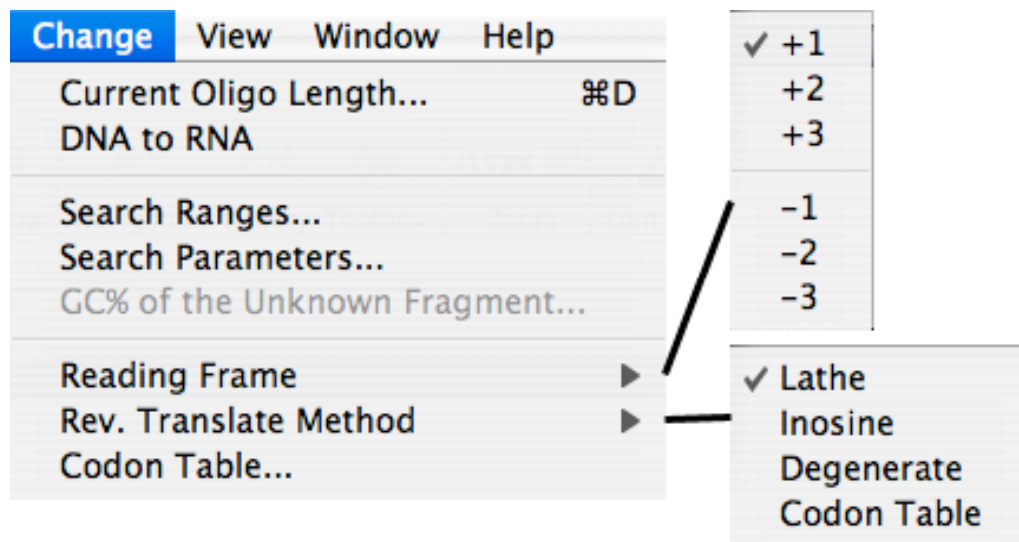 Change View Window Help
Current Oligo Length... ⌘D
DNA to RNA
Search Ranges...
Search Parameters...
GC% of the Unknown Fragment...
Reading Frame
Rev. Translate Method
Codon Table...
✓ +1
+2
+3
-1
-2
-3
✓ Lathe
Inosine
Degenerate
Codon Table